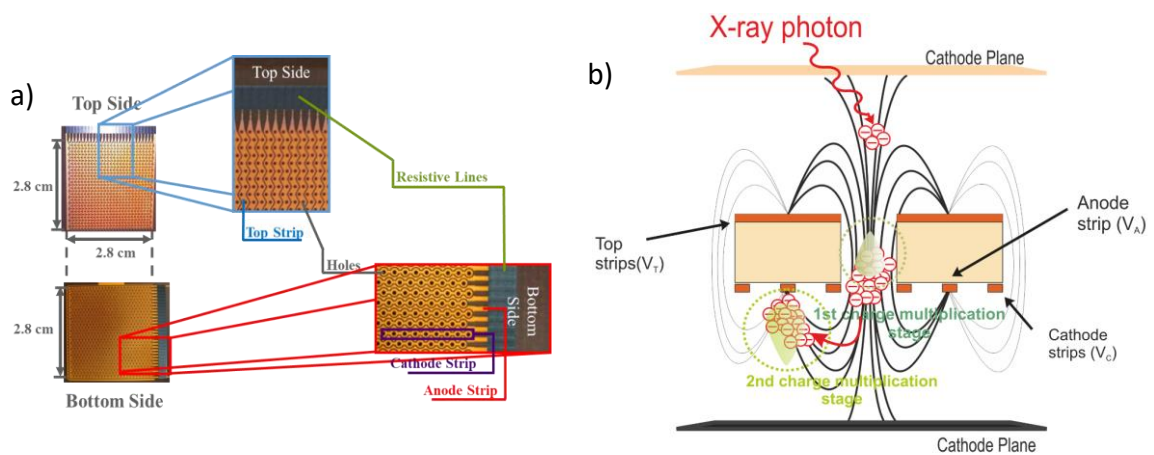 a)
Top Side
2.8 cm
2.8 cm
Top Side
Top Strip
Holes
Resistive Lines
2.8 cm
Bottom Side
Bottom
Side
Cathode Strip
Anode Strip
b)
X-ray photon
Cathode Plane
Top
strips(VT)
Anode
strip (VA)
1st charge multiplication
stage
Cathode
strips (VC)
2nd charge multiplication
stage
Cathode Plane